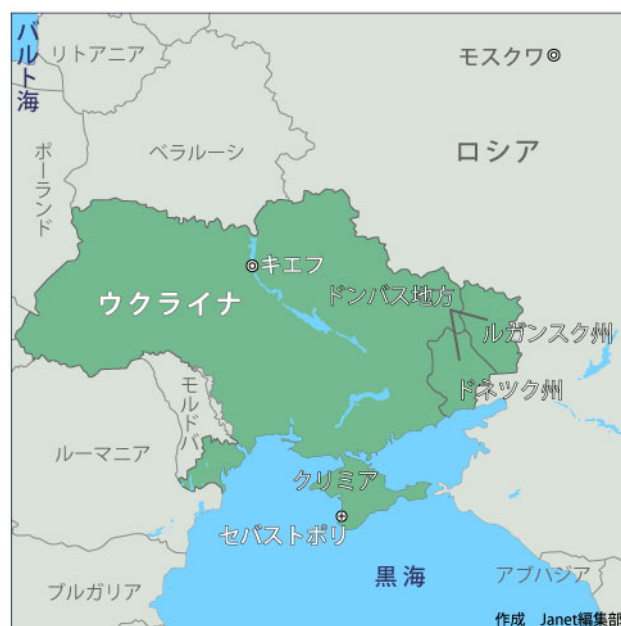 バルト海
リトアニア
モスクワ
ポーランド
ベラルーシ
ロシア
キエフ
ウクライナ
ドンバス地方
ルガンスク州
ドネツク州
モルドバ
ルーマニア
クリミア
セバストポリ
黒海
ブルガリア
アブハジア
作成 Janet編集部